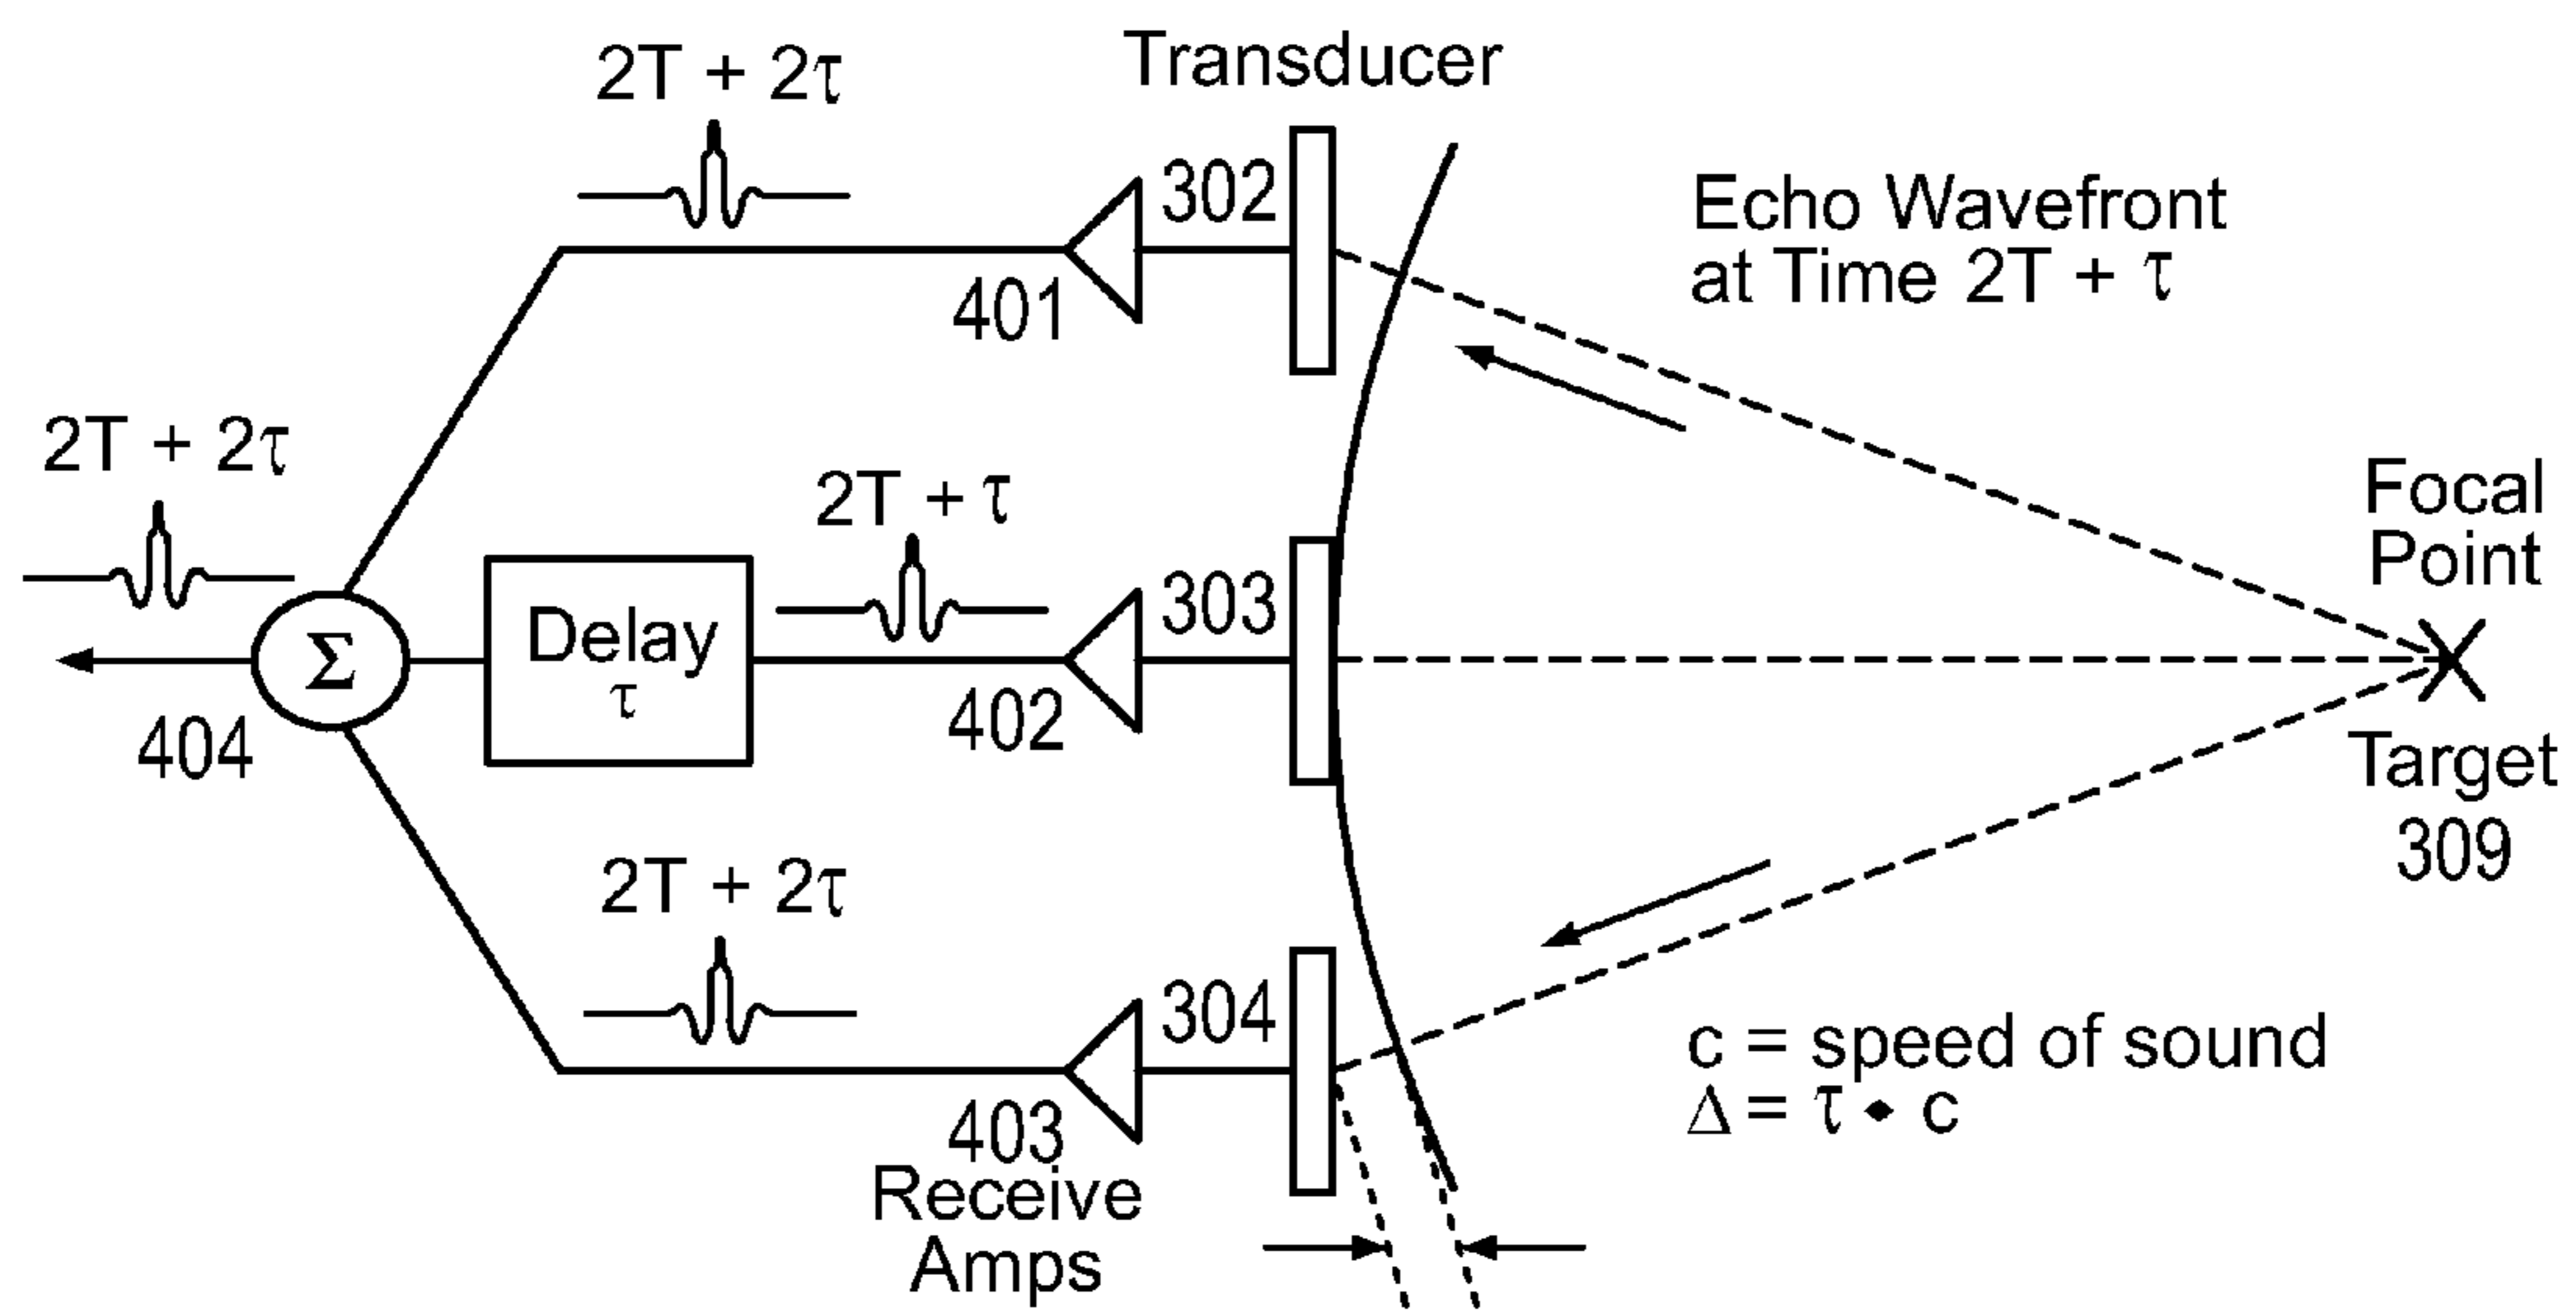 2T + 2τ
Transducer
302
401
Echo Wavefront
at Time 2T + τ
2T + 2τ
2T + τ
303
Focal
Point
Σ
Delay
τ
402
404
Target
309
2T + 2τ
304
403
Receive
Amps
c = speed of sound
Δ = τ ◆ c